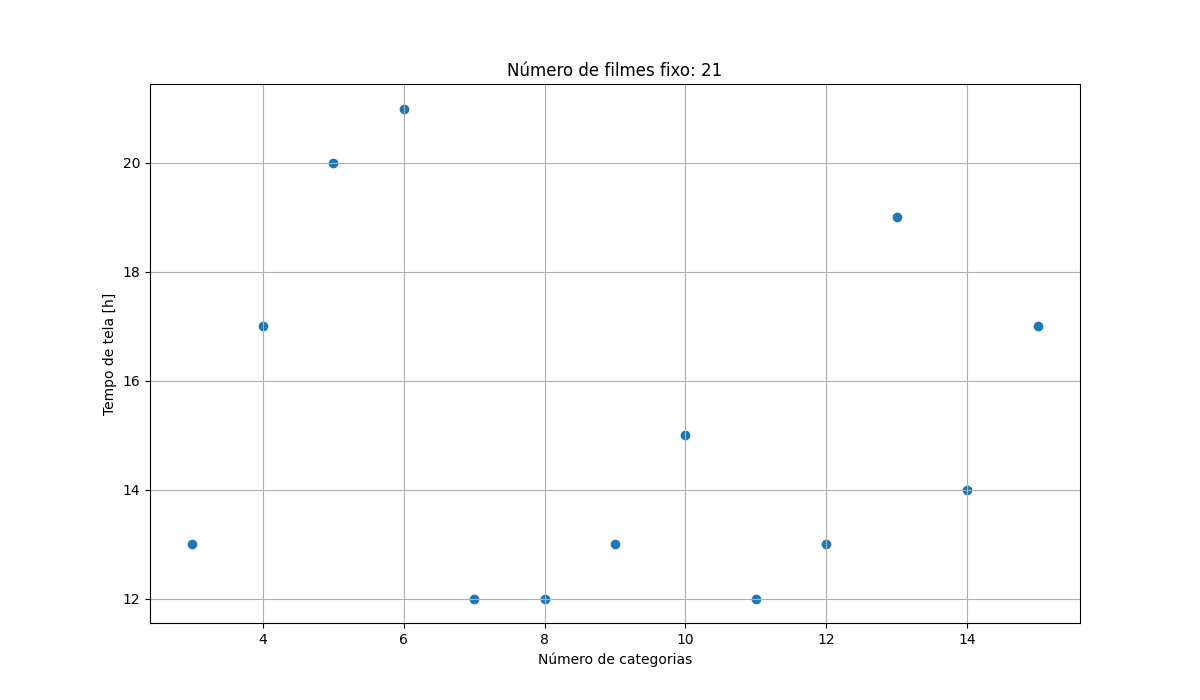 Número de filmes fixo: 21
Tempo de tela [h]
20
18
16
14
12
4 6 8 10 12 14
Número de categorias